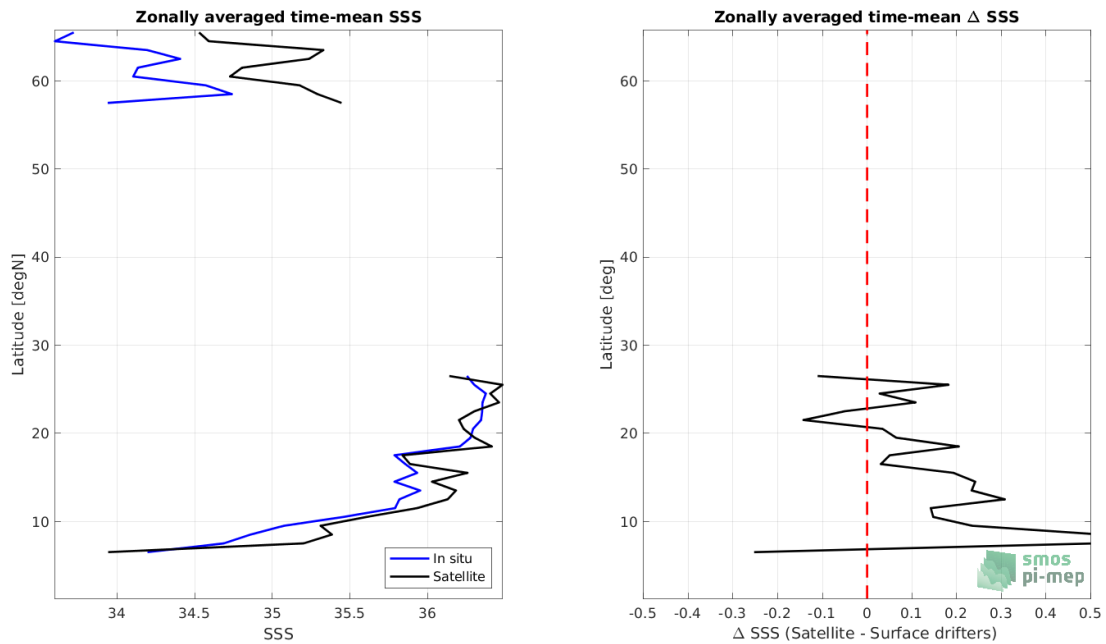 Zonally averaged time-mean SSS
60
50
40
30
20
10
Latitude [degN]
34
34.5
35
35.5
36
SSS
In situ
Satellite
Zonally averaged time-mean Δ SSS
60
50
40
30
20
10
Latitude [deg]
-0.5
-0.4
-0.3
-0.2
-0.1
0
0.1
0.2
0.3
0.4
0.5
Δ SSS (Satellite - Surface drifters)
smos
pi-mep